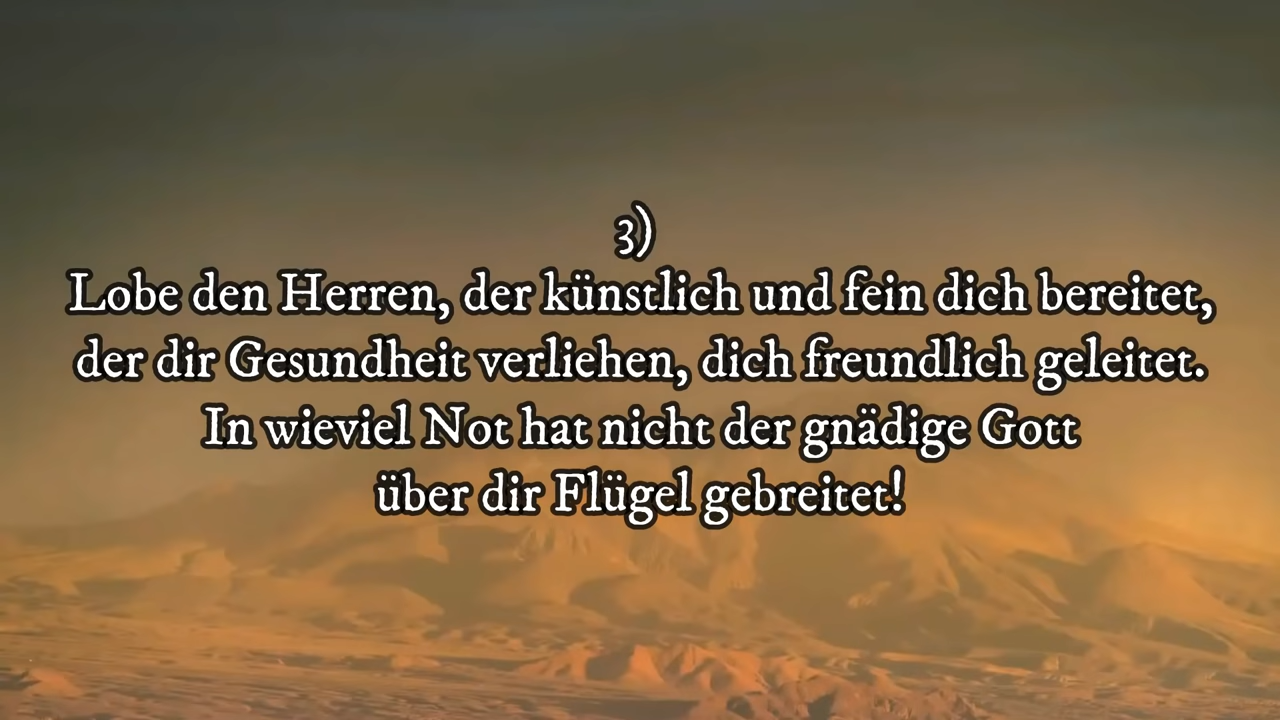 3)
Lobe den Herren, der künstlich und fein dich bereitet,
der dir Gesundheit verliehen, dich freundlich geleitet.
In wieviel Not hat nicht der gnädige Gott
über dir Flügel gebreitet!